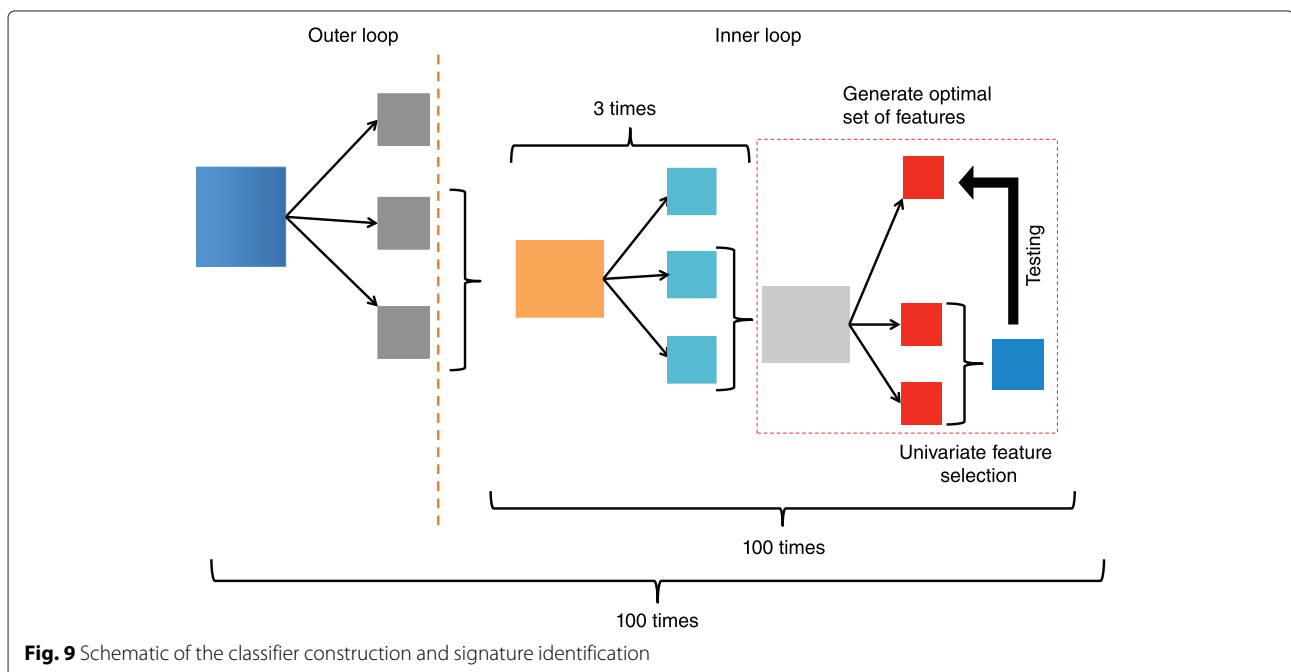 Outer loop
Inner loop
3 times
Generate optimal
set of features
Testing
Univariate feature
selection
100 times
100 times
Fig. 9 Schematic of the classifier construction and signature identification